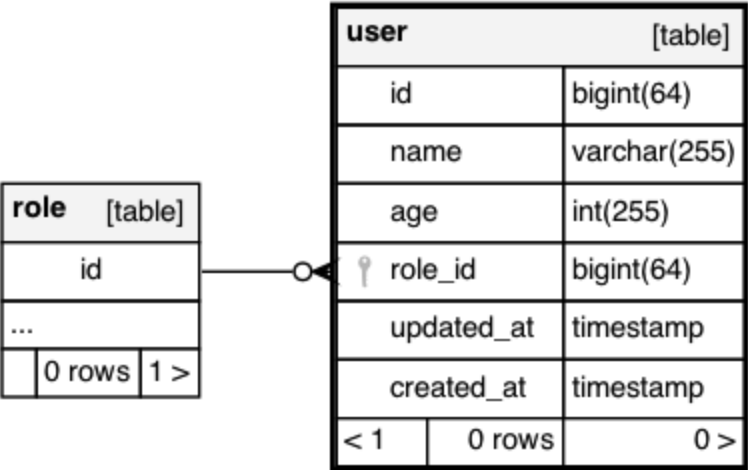 role [table]
id
...
0 rows 1 >
user [table]
id bigint(64)
name varchar(255)
age int(255)
role_id bigint(64)
updated_at timestamp
created_at timestamp
< 1 0 rows 0 >